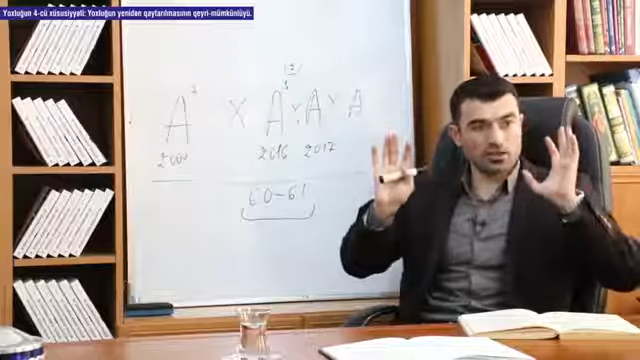 Yoxluğun 4-cü xüsusiyyəti: Yoxluğun yenidən qaytarılmasının qeyri-mümkünlüyü.
A X A Y A Y A
2000 2016 2017
60-61